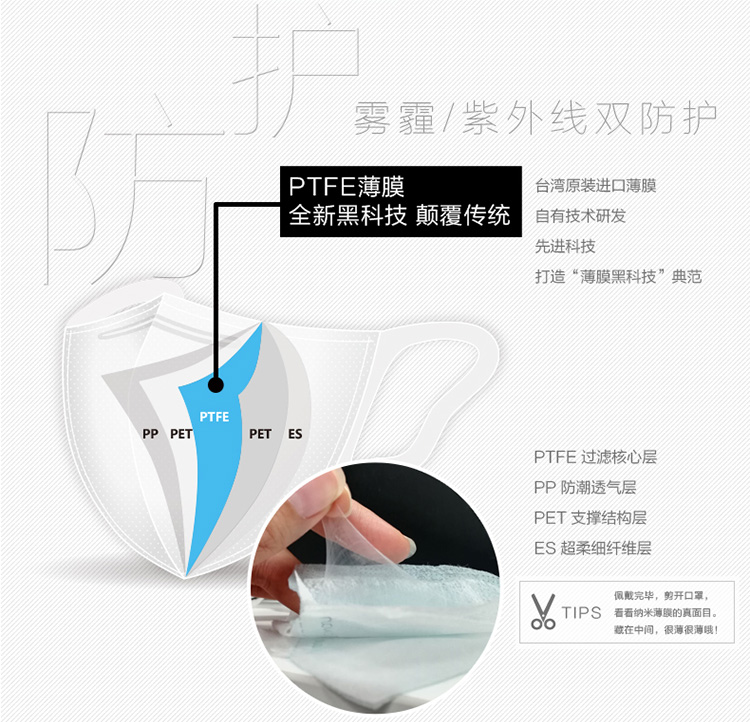 防护
雾霾/紫外线双防护
PTFE薄膜
全新黑科技 颠覆传统
台湾原装进口薄膜
自有技术研发
先进科技
打造“薄膜黑科技”典范
PP PET PTFE PET ES
PTFE 过滤核心层
PP 防潮透气层
PET 支撑结构层
ES 超柔细纤维层
TIPS
佩戴完毕，剪开口罩，
看看纳米薄膜的真面目。
藏在中间，很薄很薄哦！